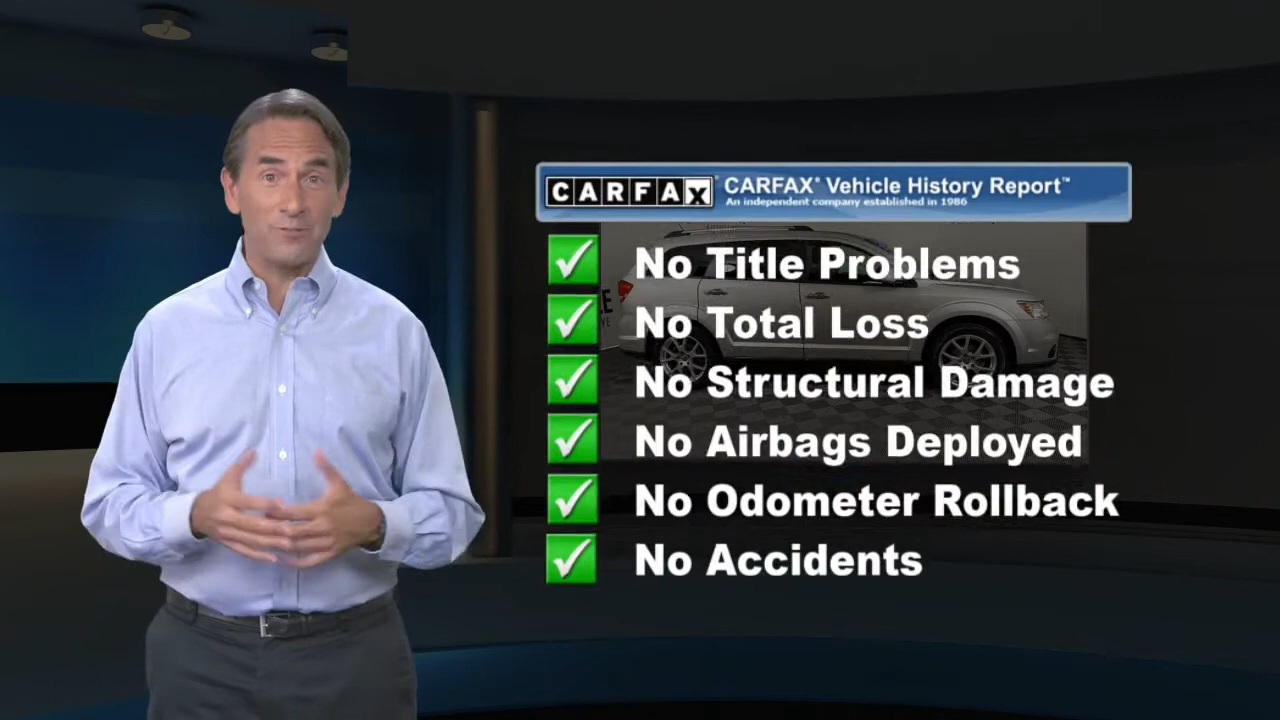 CARFAX
CARFAX® Vehicle History Report™
An independent company established in 1986
No Title Problems
No Total Loss
No Structural Damage
No Airbags Deployed
No Odometer Rollback
No Accidents